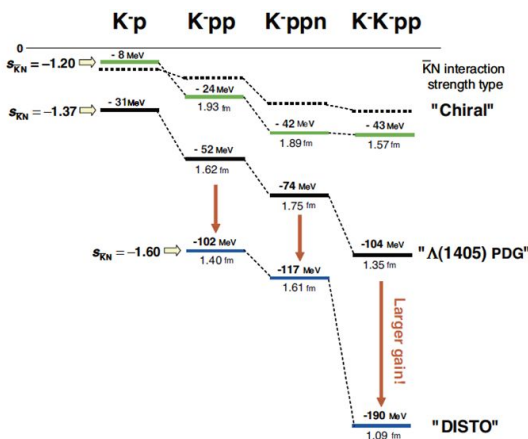 K⁻p K⁻pp K⁻ppn K⁻K⁻pp
0
s_K̄N = −1.20
- 8 MeV
K̄N interaction
strength type
- 24 MeV
1.93 fm
"Chiral"
s_K̄N = −1.37
- 31 MeV
- 42 MeV
1.89 fm
- 43 MeV
1.57 fm
- 52 MeV
1.62 fm
-74 MeV
1.75 fm
s_K̄N = −1.60
-102 MeV
1.40 fm
-104 MeV
1.35 fm
"Λ(1405) PDG"
-117 MeV
1.61 fm
Larger gain!
-190 MeV
1.09 fm
"DISTO"